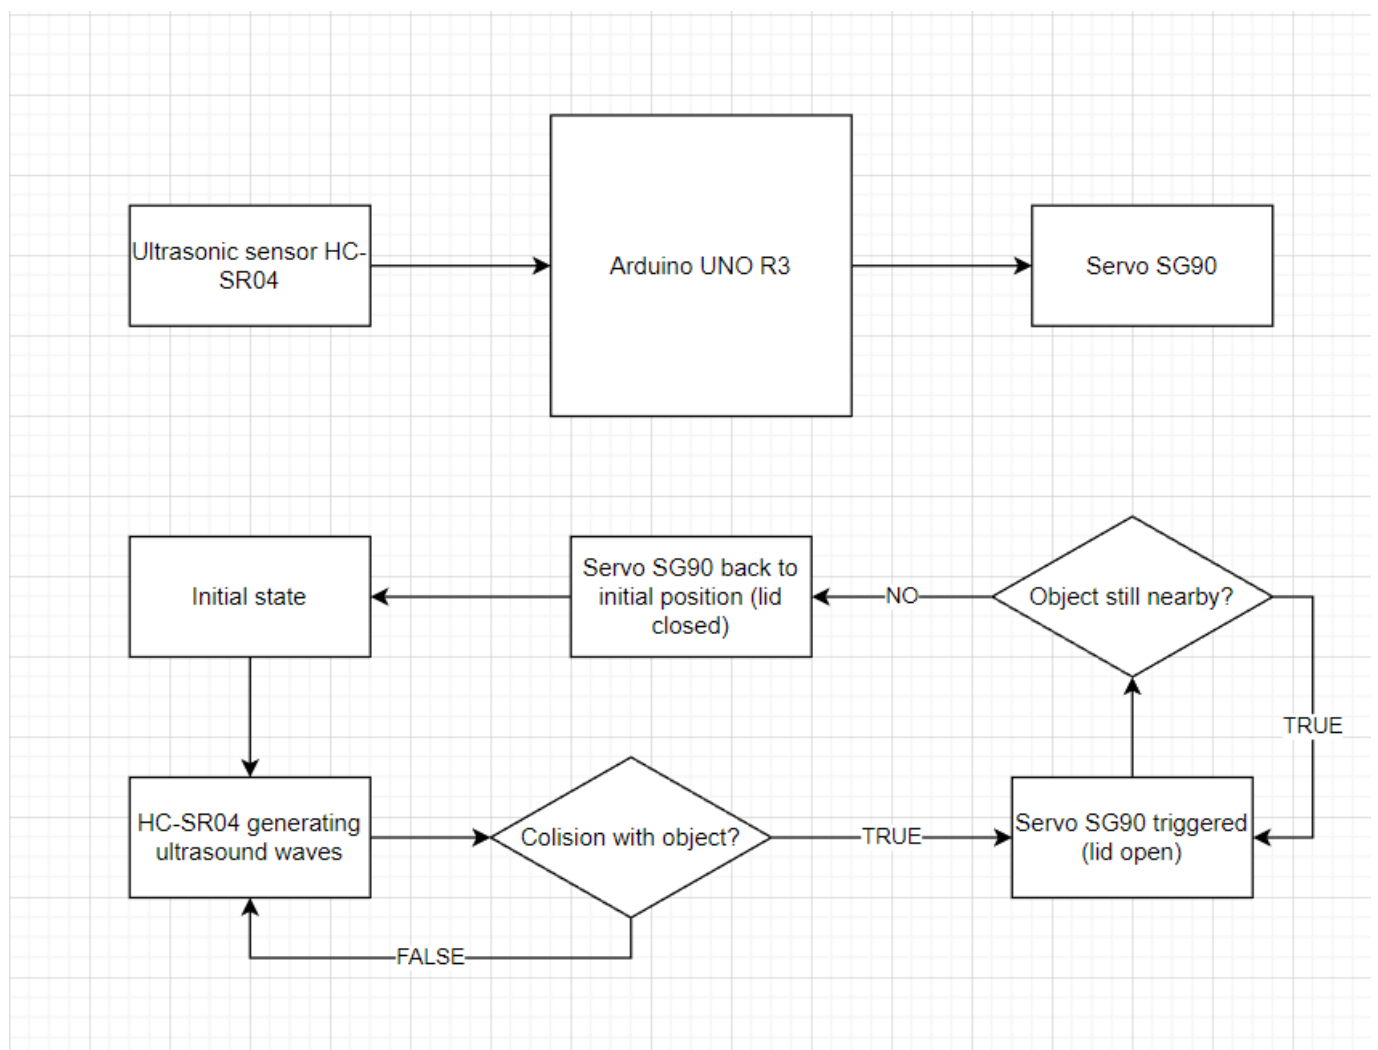 Ultrasonic sensor HC-
SR04
Arduino UNO R3
Servo SG90
Initial state
Servo SG90 back to
initial position (lid
closed)
NO
Object still nearby?
TRUE
HC-SR04 generating
ultrasound waves
Colision with object?
TRUE
Servo SG90 triggered
(lid open)
FALSE